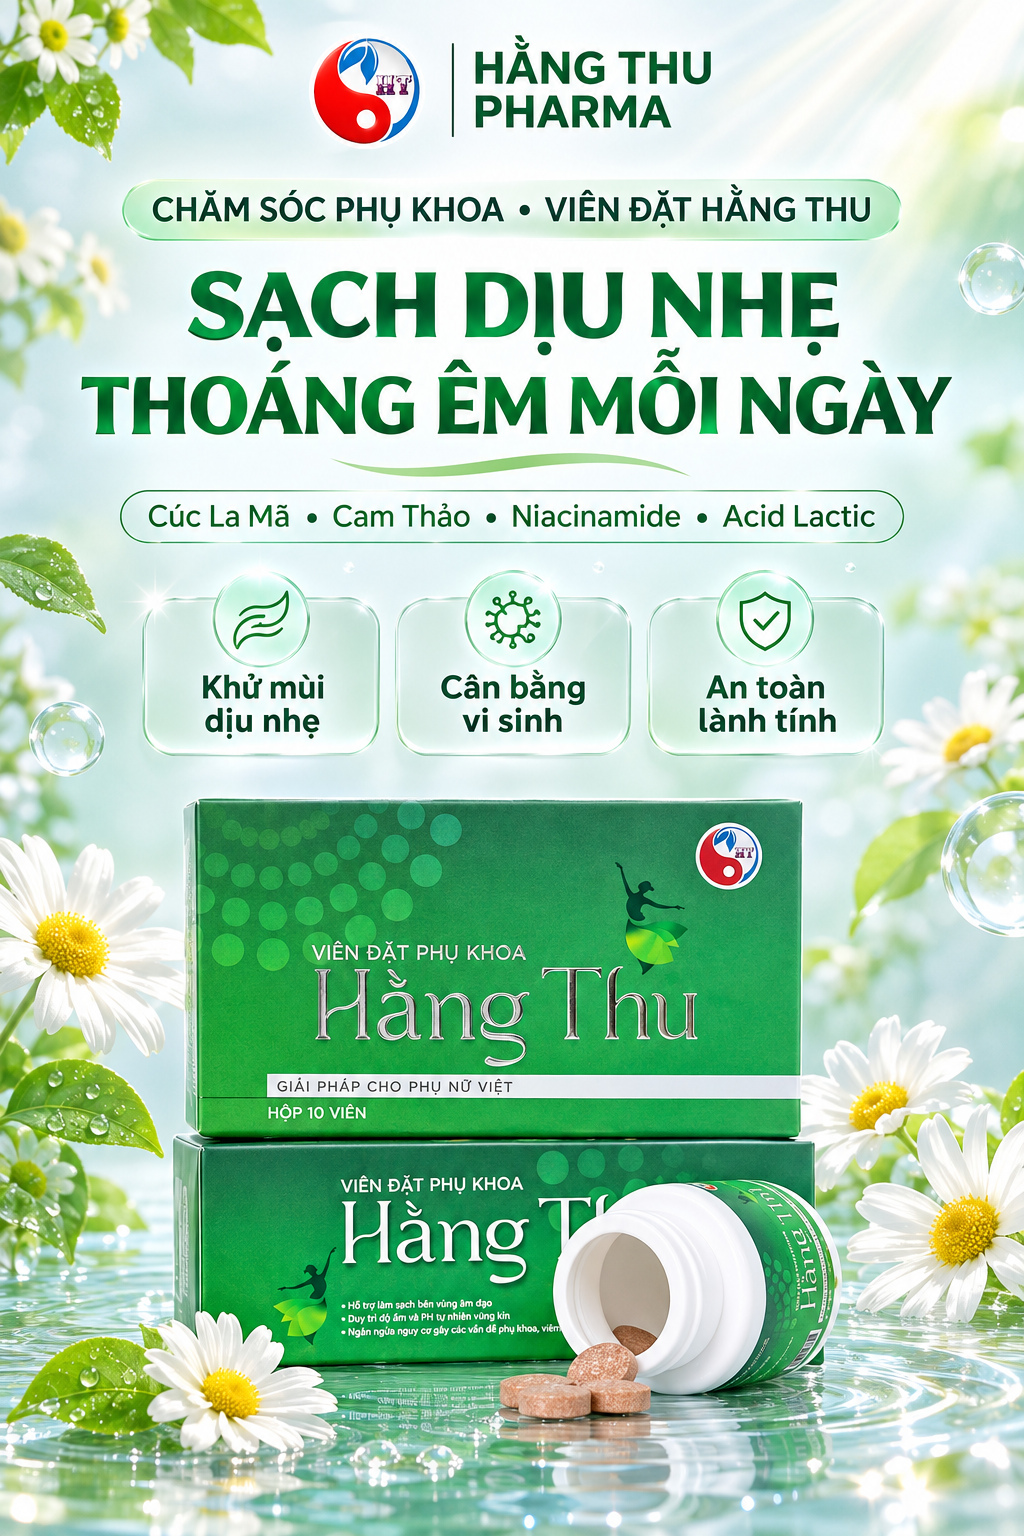 HT
HẰNG THU
PHARMA
CHĂM SÓC PHỤ KHOA • VIÊN ĐẶT HẰNG THU
SẠCH DỊU NHẸ
THOÁNG ÊM MỖI NGÀY
Cúc La Mã • Cam Thảo • Niacinamide • Acid Lactic
Khử mùi
dịu nhẹ
Cân bằng
vi sinh
An toàn
lành tính
HT
VIÊN ĐẶT PHỤ KHOA
Hằng Thu
GIẢI PHÁP CHO PHỤ NỮ VIỆT
HỘP 10 VIÊN
VIÊN ĐẶT PHỤ KHOA
Hằng
• Hỗ trợ làm sạch bên vùng âm đạo
• Duy trì độ ẩm và PH tự nhiên vùng kín
• Ngăn ngừa nguy cơ gây các vấn đề phụ khoa, viêm
Hằng Thu